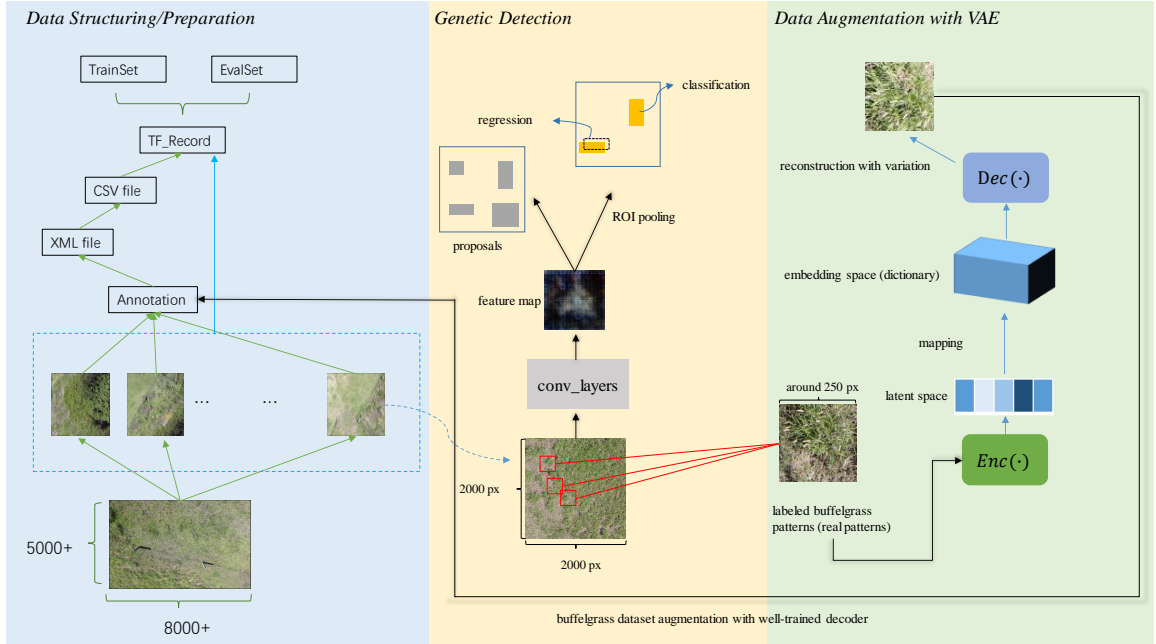 Data Structuring/Preparation
TrainSet
EvalSet
TF_Record
CSV file
XML file
Annotation
...
...
5000+
8000+
Genetic Detection
classification
regression
proposals
ROI pooling
feature map
conv_layers
2000 px
2000 px
Data Augmentation with VAE
reconstruction with variation
Dec(·)
embedding space (dictionary)
mapping
around 250 px
latent space
Enc(·)
labeled buffelgrass
patterns (real patterns)
buffelgrass dataset augmentation with well-trained decoder